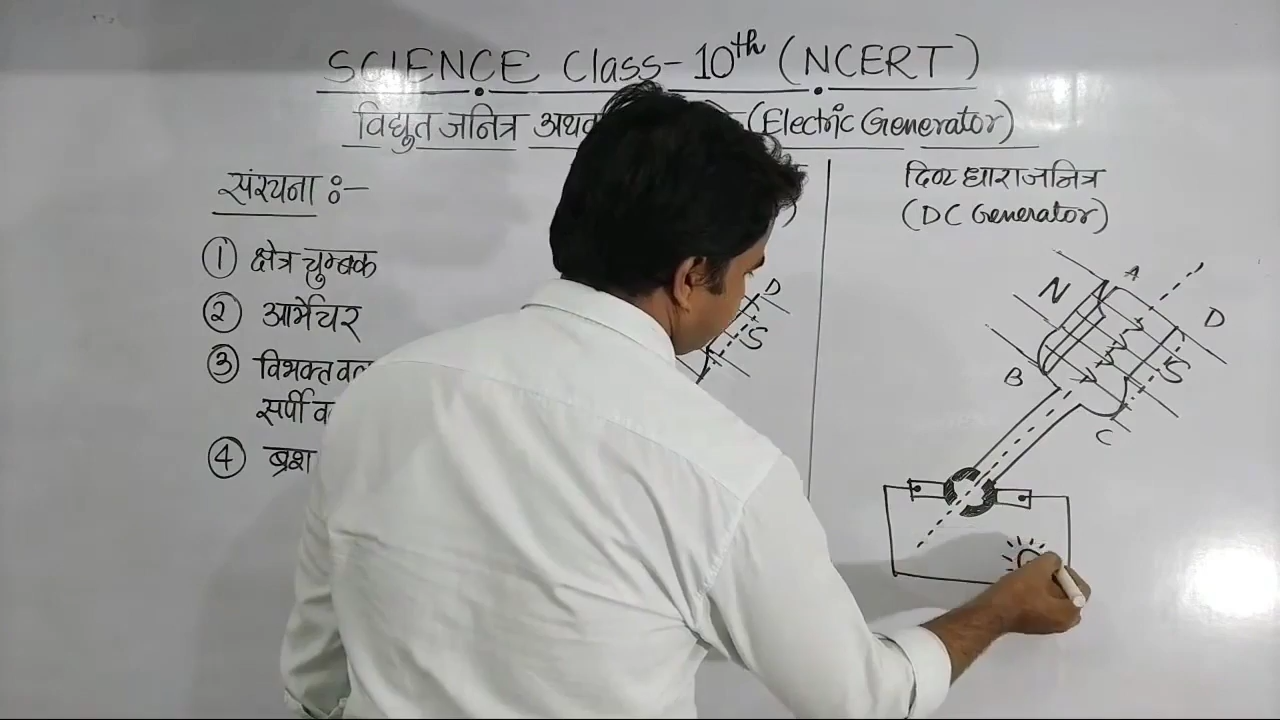 SCIENCE Class-10th (NCERT)
विद्युत जनित्र अथवा (Electric Generator)
संरचना :-
① क्षेत्र चुम्बक
② आर्मेचर
③ विभक्त
सर्पी
④ ब्रश
D
S
दिष्ट धारा जनित्र
(DC Generator)
A
N
D
B
S
C